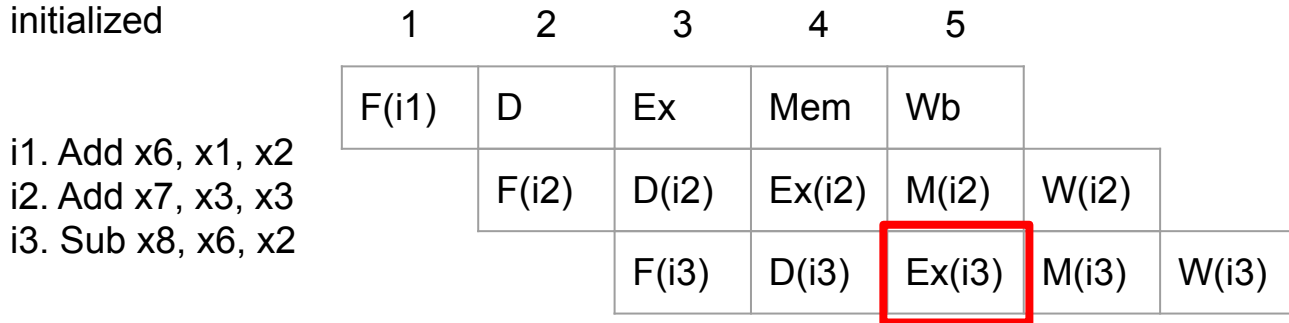 initialized
1 2 3 4 5
F(i1) D Ex Mem Wb
i1. Add x6, x1, x2
i2. Add x7, x3, x3
i3. Sub x8, x6, x2
F(i2) D(i2) Ex(i2) M(i2) W(i2)
F(i3) D(i3) Ex(i3) M(i3) W(i3)